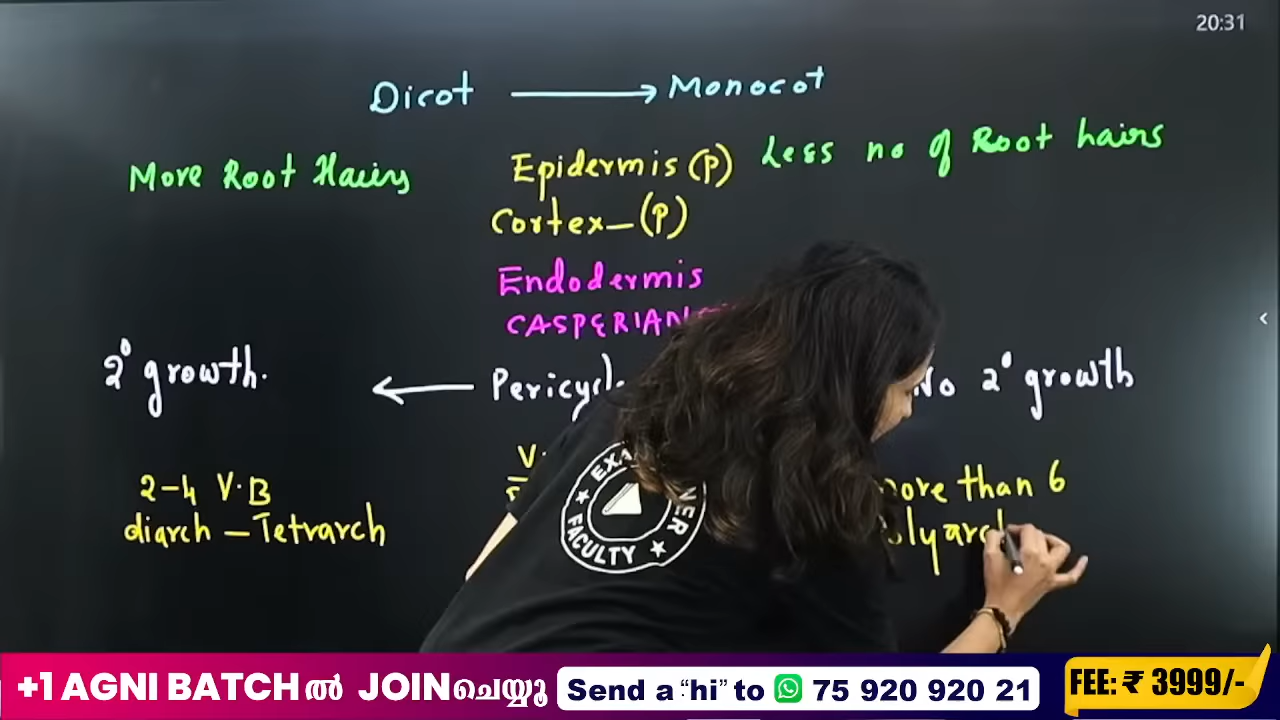 20:31
Dicot → Monocot
More Root Hairs
Epidermis (P)
Less no of Root hairs
Cortex – (P)
Endodermis
CASPERIAN
2° growth.
← Pericycl
No 2° growth
V.
2-4 V.B
more than 6
diarch – Tetrarch
olyarch
FACULTY
+1 AGNI BATCH ൽ JOIN ചെയ്യൂ
Send a “hi” to 75 920 920 21
FEE: ₹ 3999/-